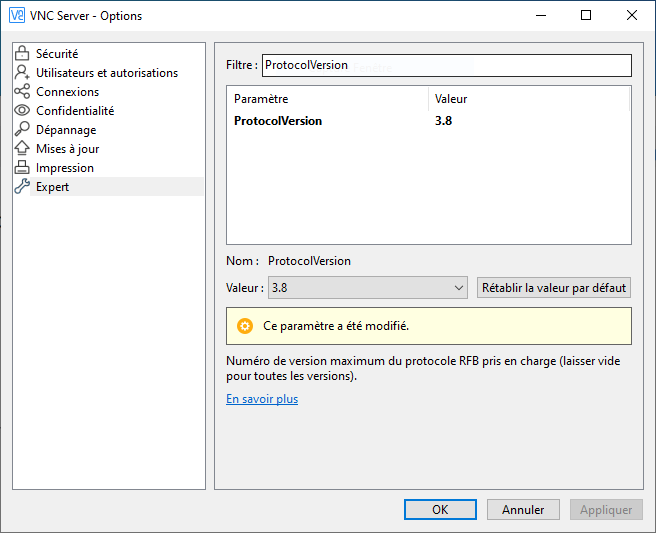 VNC Server - Options
Sécurité
Utilisateurs et autorisations
Connexions
Confidentialité
Dépannage
Mises à jour
Impression
Expert
Filtre : ProtocolVersion
Paramètre Valeur
ProtocolVersion 3.8
Nom : ProtocolVersion
Valeur : 3.8 Rétablir la valeur par défaut
Ce paramètre a été modifié.
Numéro de version maximum du protocole RFB pris en charge (laisser vide
pour toutes les versions).
En savoir plus
OK Annuler Appliquer